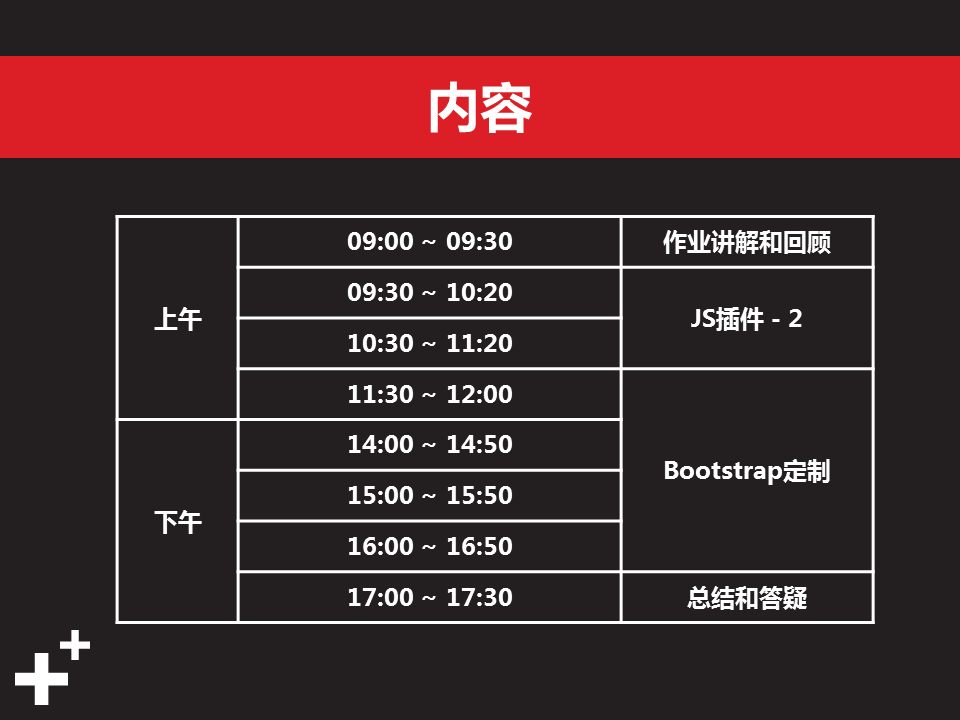 内容
上午
09:00 ~ 09:30
作业讲解和回顾
09:30 ~ 10:20
JS插件 - 2
10:30 ~ 11:20
11:30 ~ 12:00
Bootstrap定制
下午
14:00 ~ 14:50
15:00 ~ 15:50
16:00 ~ 16:50
17:00 ~ 17:30
总结和答疑